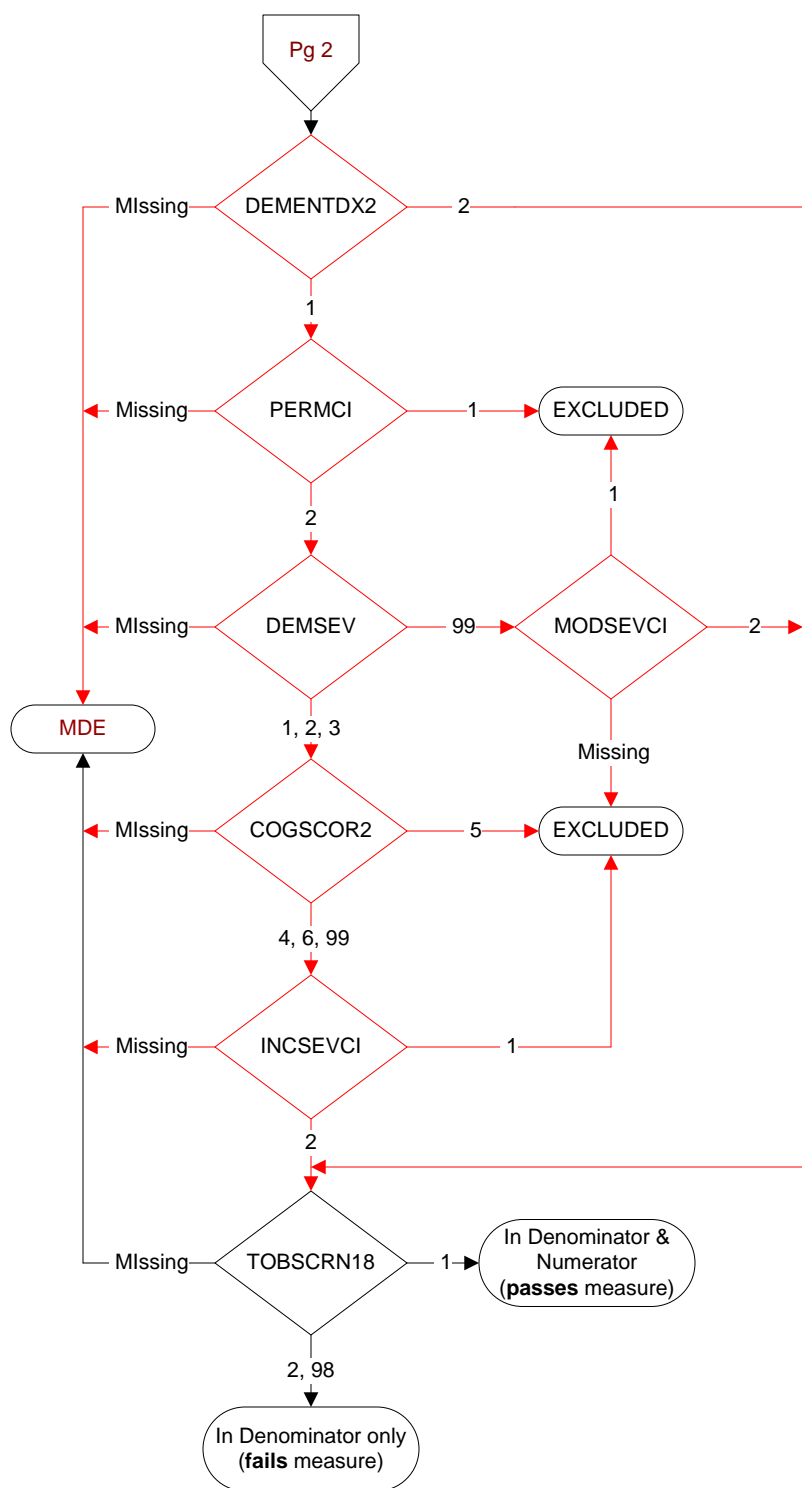 Pg 2
MIssing
DEMENTDX2
2
1
Missing
PERMCI
1
EXCLUDED
2
1
MIssing
DEMSEV
99
MODSEVCI
2
MDE
1, 2, 3
Missing
MIssing
COGSCOR2
5
EXCLUDED
4, 6, 99
Missing
INCSEVCI
1
2
MIssing
TOBSCRN18
1
In Denominator &
Numerator
(passes measure)
2, 98
In Denominator only
(fails measure)